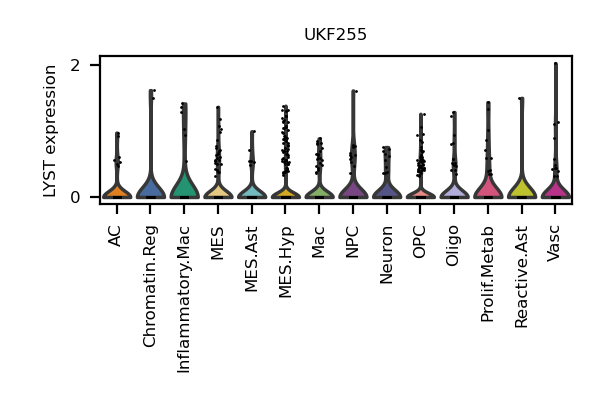 UKF255
LYST expression
2
0
AC
Chromatin.Reg
Inflammatory.Mac
MES
MES.Ast
MES.Hyp
Mac
NPC
Neuron
OPC
Oligo
Prolif.Metab
Reactive.Ast
Vasc